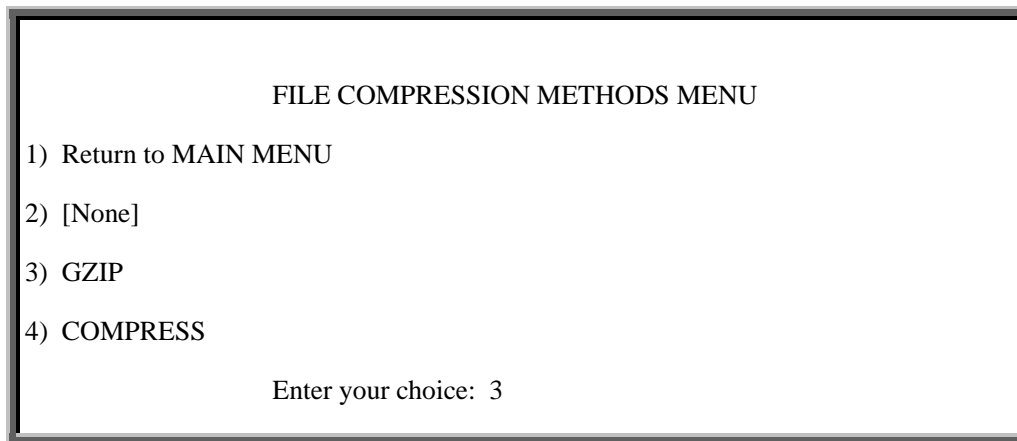 FILE COMPRESSION METHODS MENU
1) Return to MAIN MENU
2) [None]
3) GZIP
4) COMPRESS
Enter your choice: 3